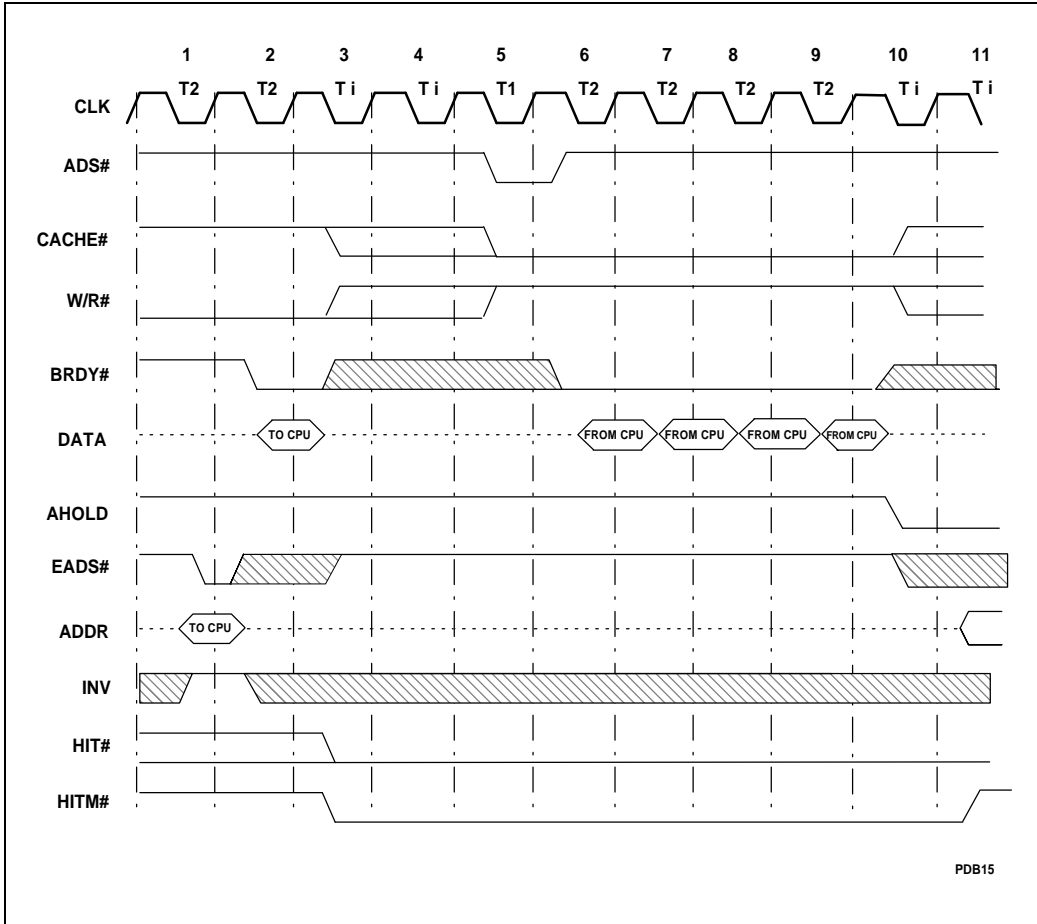 1 2 3 4 5 6 7 8 9 10 11
T2 T2 T i T i T1 T2 T2 T2 T2 T i T i
CLK
ADS#
CACHE#
W/R#
BRDY#
DATA TO CPU FROM CPU FROM CPU FROM CPU FROM CPU
AHOLD
EADS#
ADDR TO CPU
INV
HIT#
HITM#
PDB15